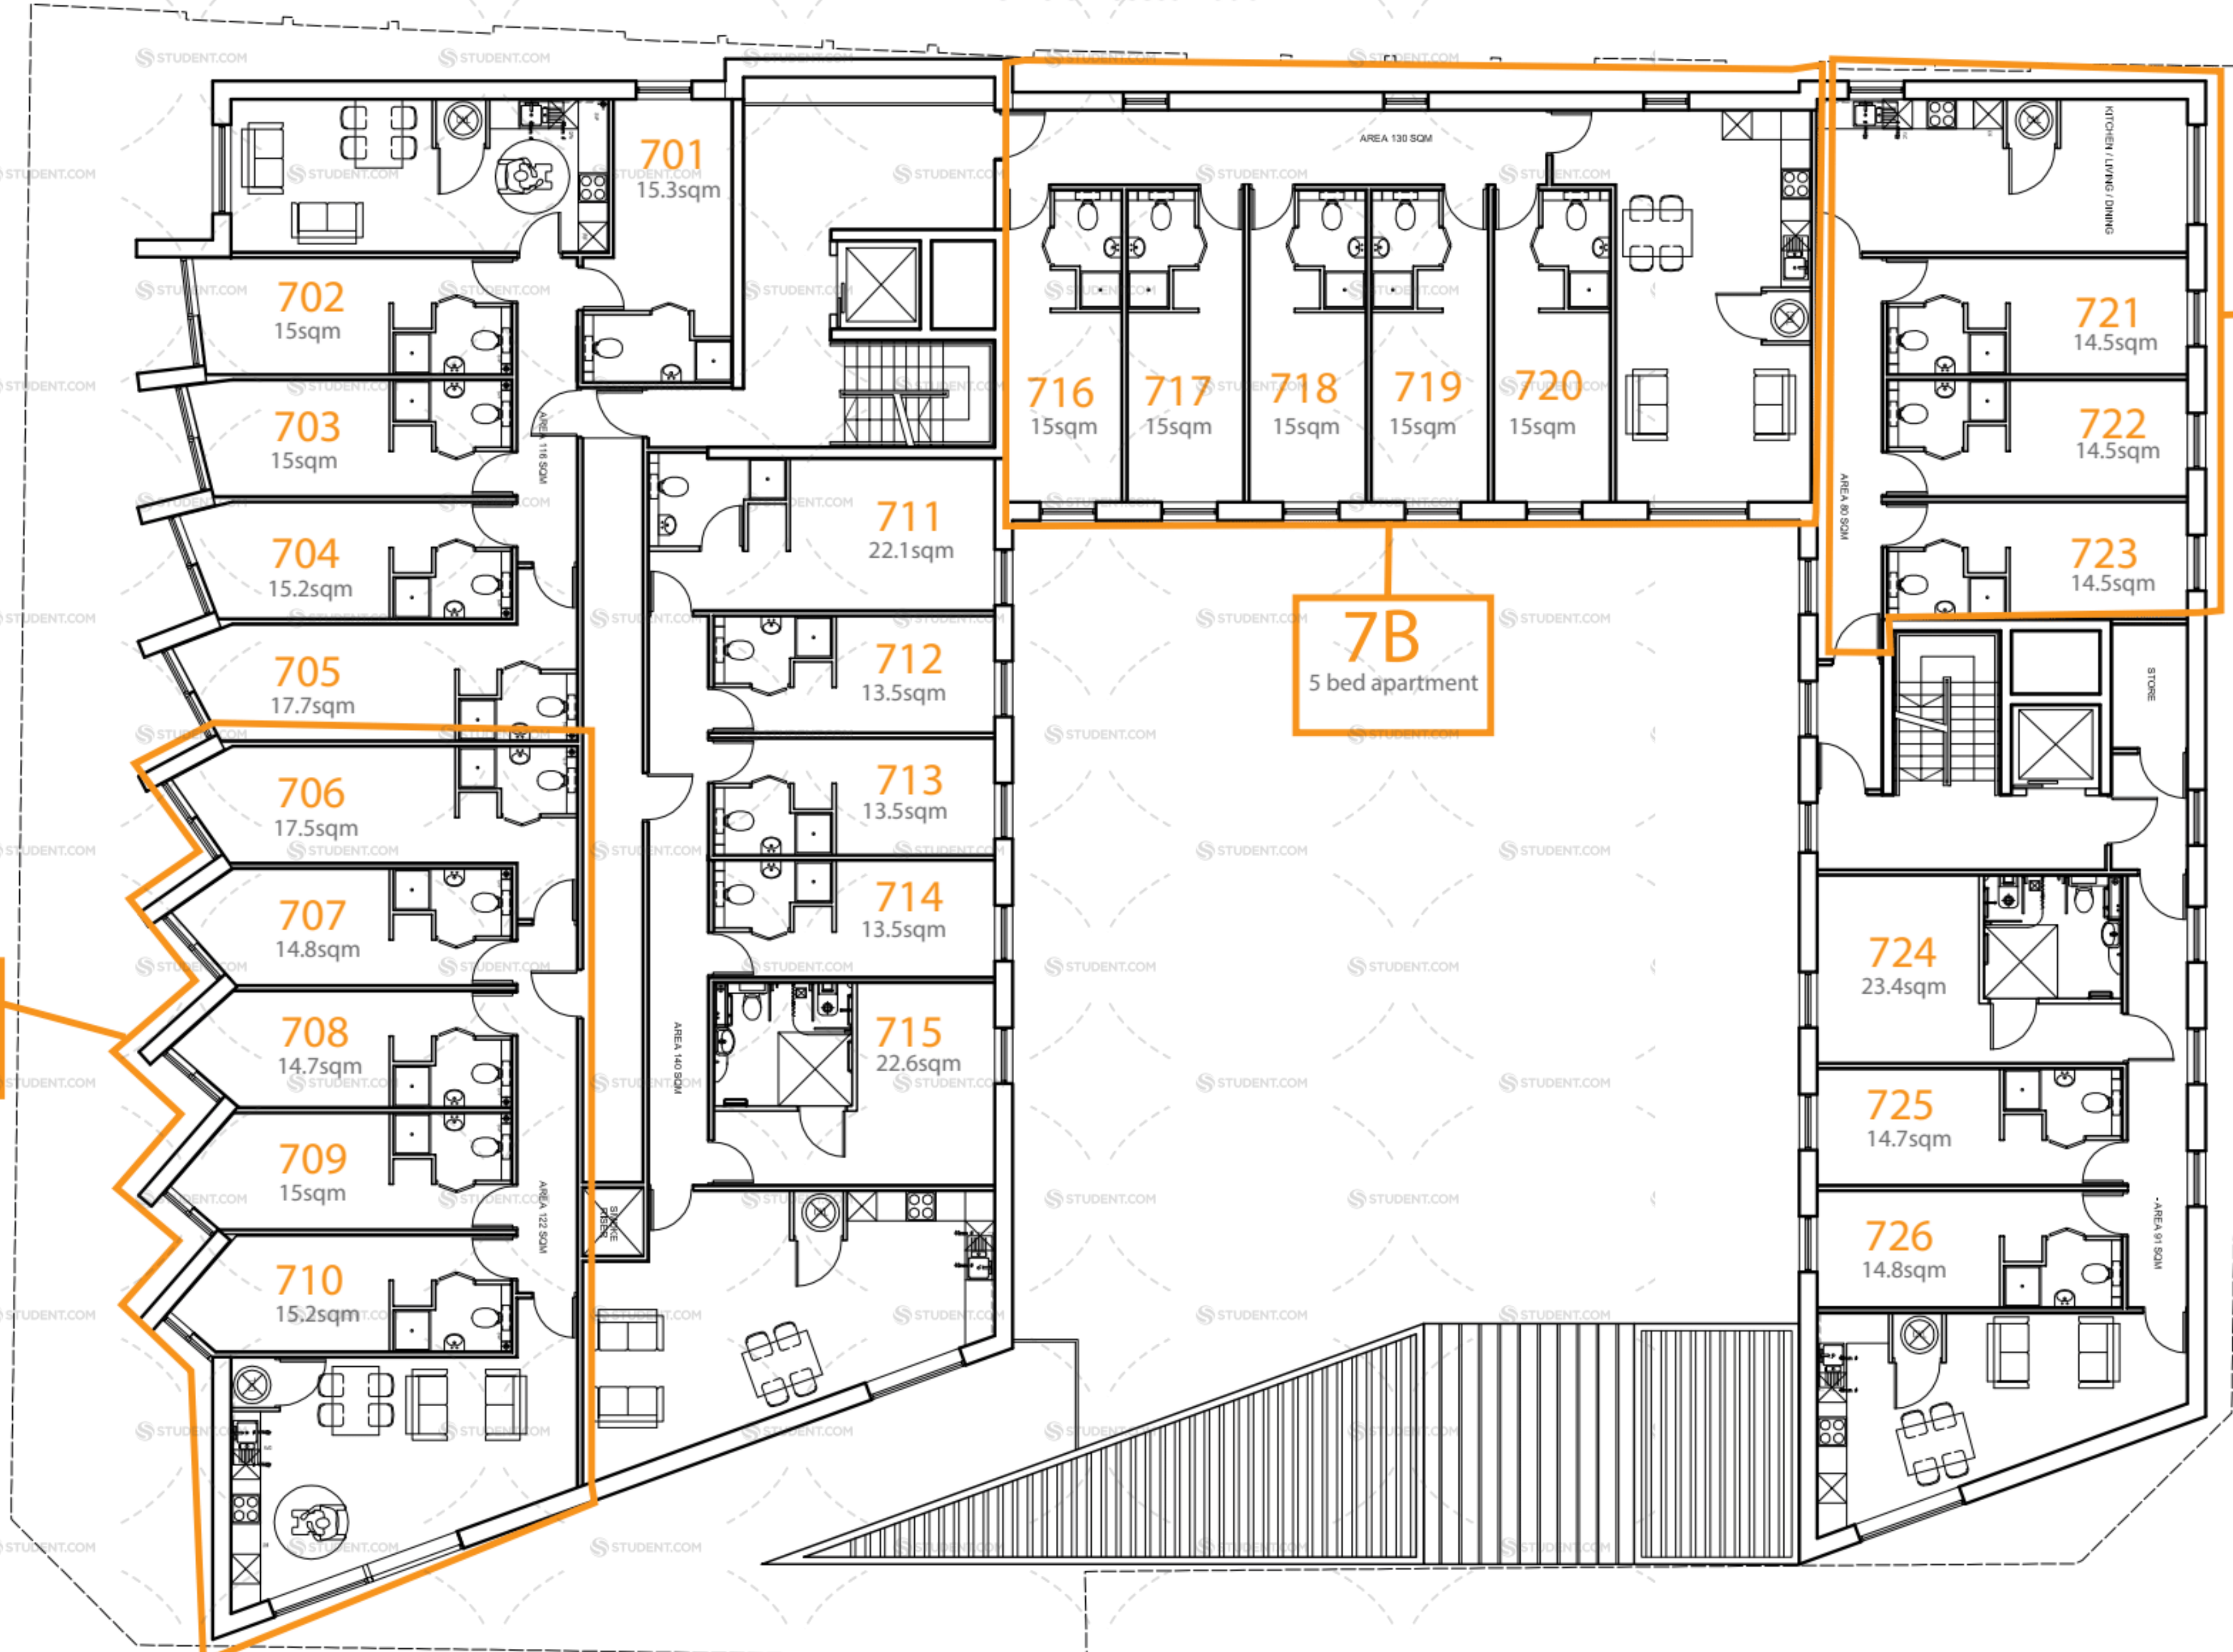 701
15.3sqm
702
15sqm
703
15sqm
704
15.2sqm
705
17.7sqm
706
17.5sqm
707
14.8sqm
708
14.7sqm
709
15sqm
710
15.2sqm
AREA 116 SQM
AREA 122 SQM
SMOKE
RISER
711
22.1sqm
712
13.5sqm
713
13.5sqm
714
13.5sqm
715
22.6sqm
AREA 140 SQM
AREA 130 SQM
716
15sqm
717
15sqm
718
15sqm
719
15sqm
720
15sqm
7B
5 bed apartment
KITCHEN / LIVING / DINING
721
14.5sqm
722
14.5sqm
723
14.5sqm
AREA 80 SQM
STORE
724
23.4sqm
725
14.7sqm
726
14.8sqm
AREA 91 SQM
STUDENT.COM